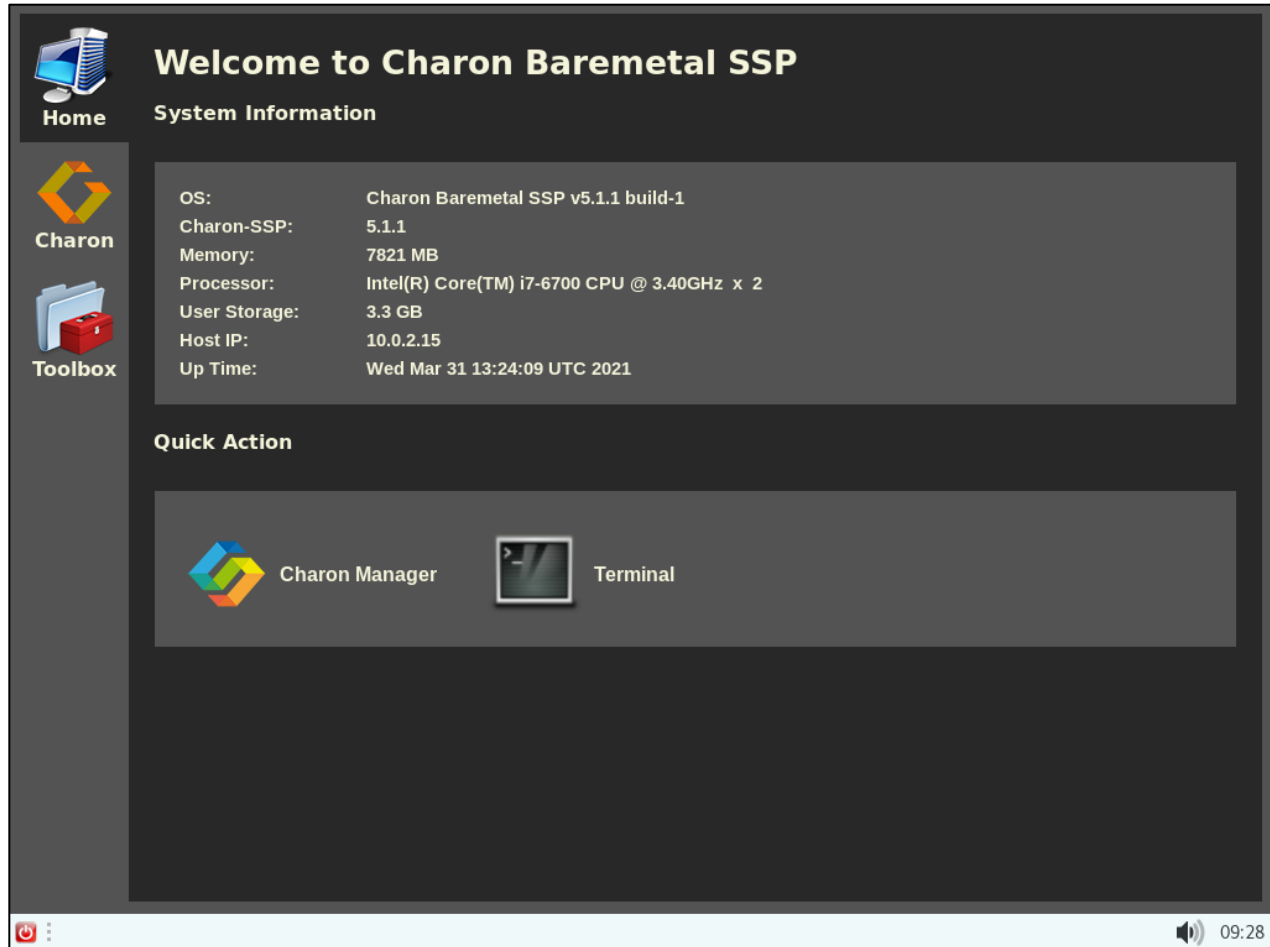 Welcome to Charon Baremetal SSP
Home
System Information
OS: Charon Baremetal SSP v5.1.1 build-1
Charon-SSP: 5.1.1
Charon
Memory: 7821 MB
Processor: Intel(R) Core(TM) i7-6700 CPU @ 3.40GHz x 2
User Storage: 3.3 GB
Host IP: 10.0.2.15
Toolbox
Up Time: Wed Mar 31 13:24:09 UTC 2021
Quick Action
Charon Manager
Terminal
09:28